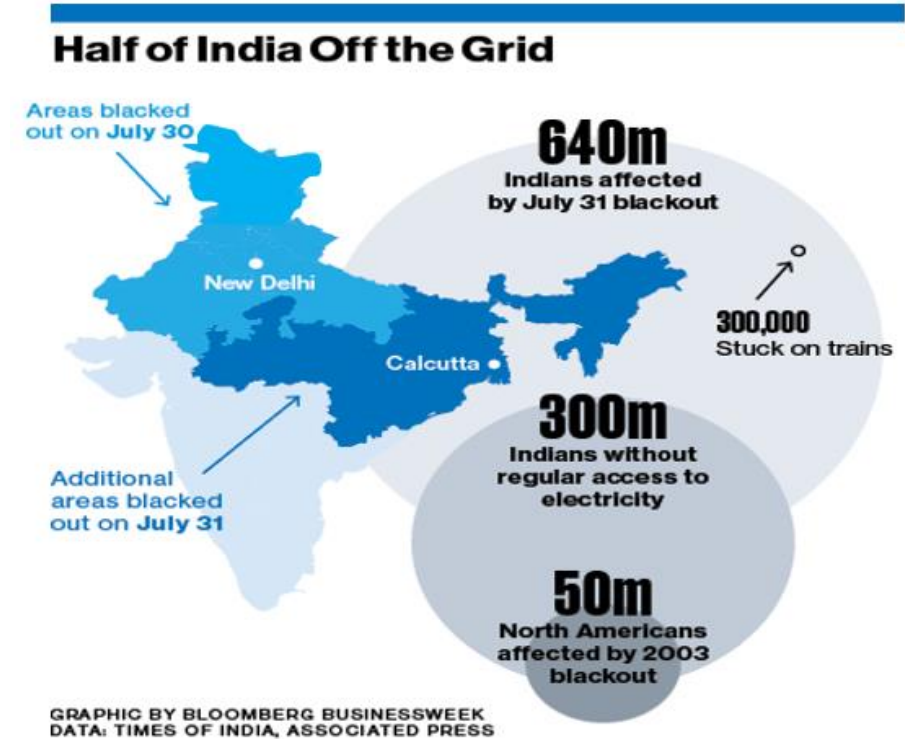 Half of India Off the Grid
Areas blacked
out on July 30
640m
Indians affected
by July 31 blackout
New Delhi
300,000
Stuck on trains
Calcutta
300m
Indians without
regular access to
electricity
Additional
areas blacked
out on July 31
50m
North Americans
affected by 2003
blackout
GRAPHIC BY BLOOMBERG BUSINESSWEEK
DATA: TIMES OF INDIA, ASSOCIATED PRESS